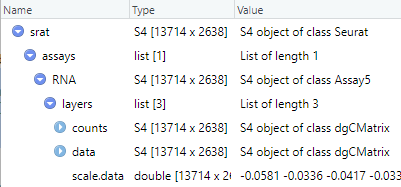 Name Type Value
srat S4 [13714 x 2638] S4 object of class Seurat
assays list [1] List of length 1
RNA S4 [13714 x 2638] S4 object of class Assay5
layers list [3] List of length 3
counts S4 [13714 x 2638] S4 object of class dgCMatrix
data S4 [13714 x 2638] S4 object of class dgCMatrix
scale.data double [13714 x 2 -0.0581 -0.0336 -0.0417 -0.033